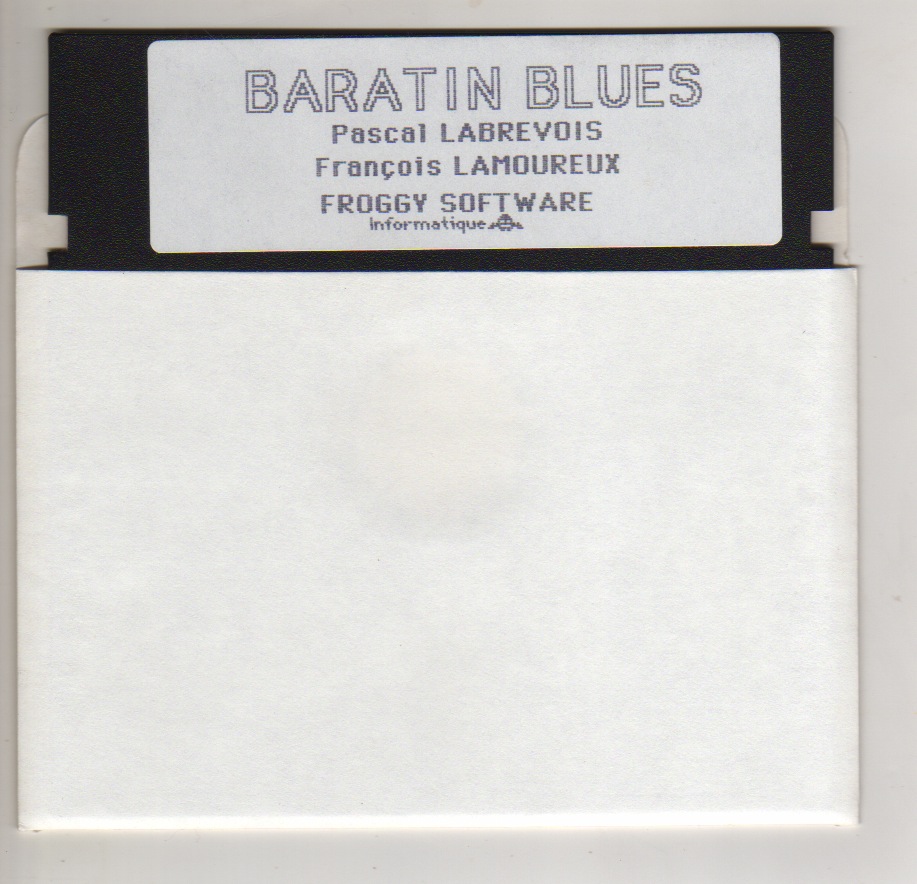 BARATIN BLUES
Pascal LABREVOIS
François LAMOUREUX
FROGGY SOFTWARE
informatique